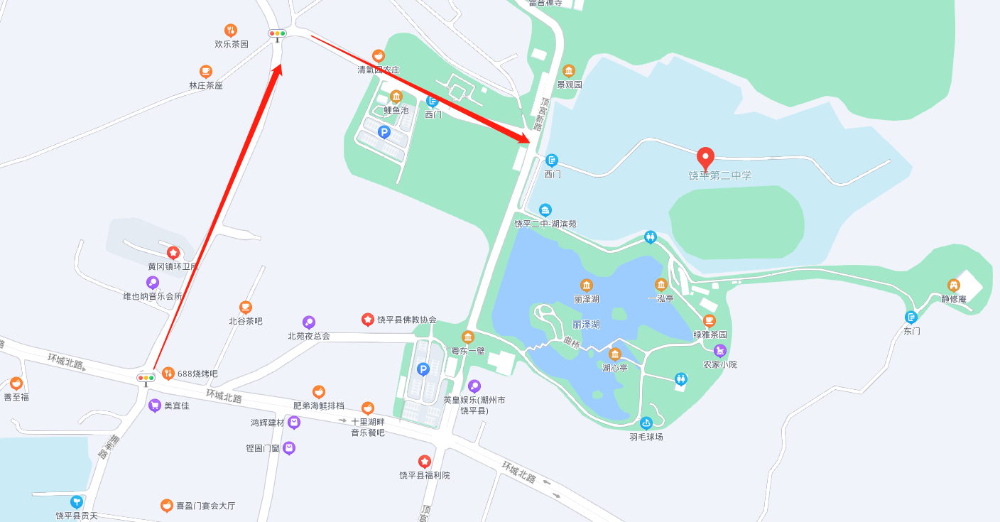 富音禅寺
欢乐茶园
清氧园农庄
林庄茶座
景观园
鲤鱼池
西门
P
顶宫新路
西门
饶平第二中学
饶平二中-湖滨苑
黄冈镇环卫所
维也纳音乐会所
丽泽湖
一泓亭
静修庵
北谷茶吧
北苑夜总会
饶平县佛教协会
丽泽湖
绿雅茶园
东门
粤东一壁
曲桥
湖心亭
农家小院
环城北路
688烧烤吧
P
善至福
美宜佳
环城北路
肥弟海鲜排档
十里湖畔
音乐餐吧
英皇娱乐(潮州市
饶平县)
鸿辉建材
羽毛球场
拥军路
铿固门窗
饶平县福利院
环城北路
喜盈门宴会大厅
饶平县贡天
顶宫
路